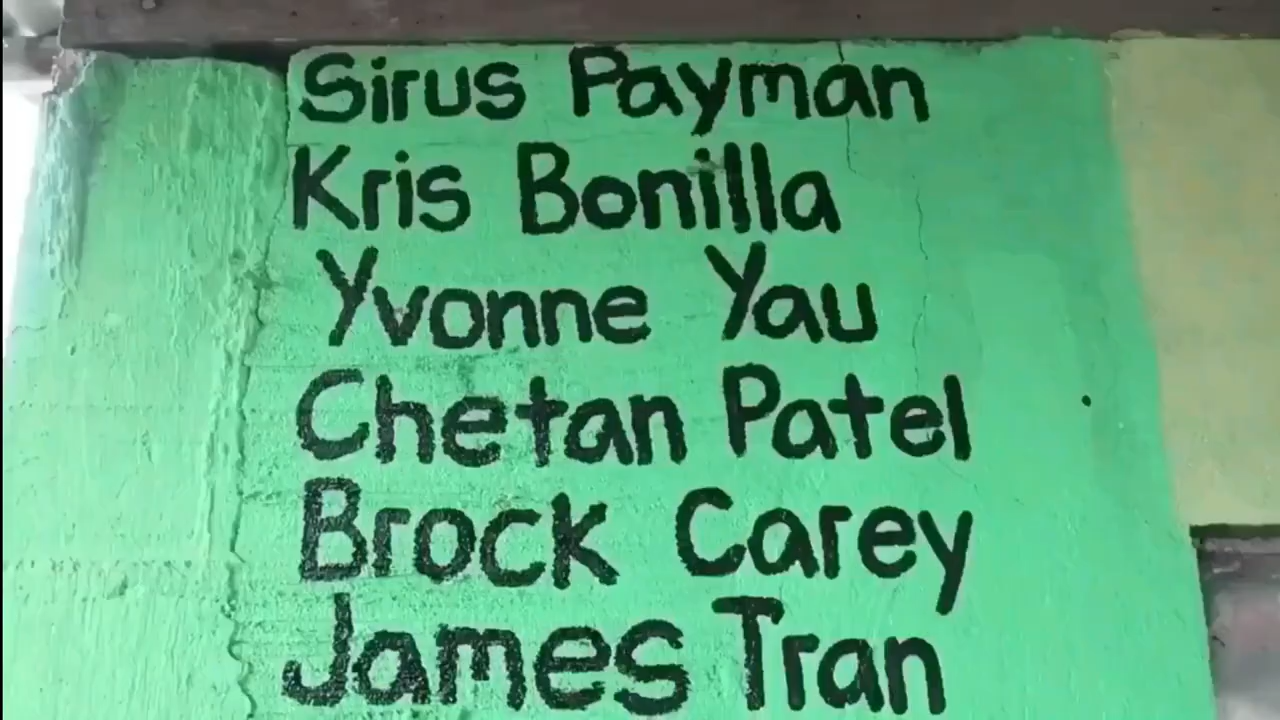 Sirus Payman
Kris Bonilla
Yvonne Yau
Chetan Patel
Brock Carey
James Tran